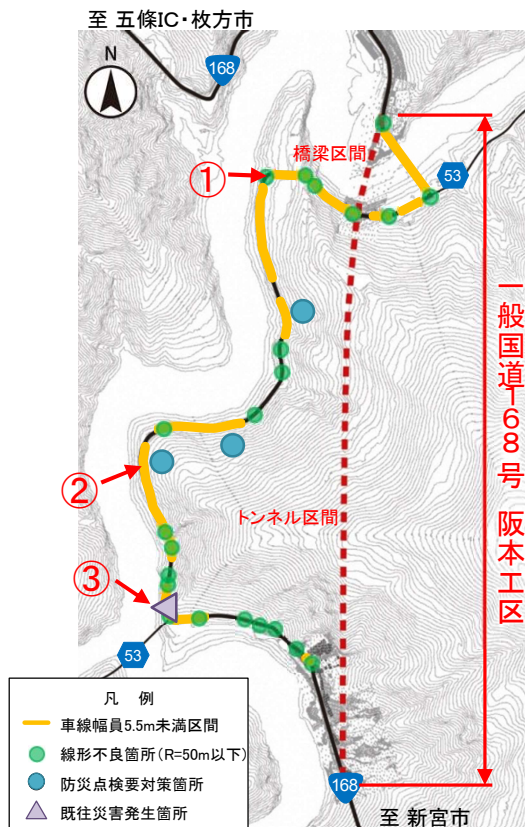 至 五條IC・枚方市
N
168
橋梁区間
①
53
一般国道168号 阪本工区
②
トンネル区間
③
53
凡 例
車線幅員5.5m未満区間
線形不良箇所(R=50m以下)
防災点検要対策箇所
既往災害発生箇所
168
至 新宮市